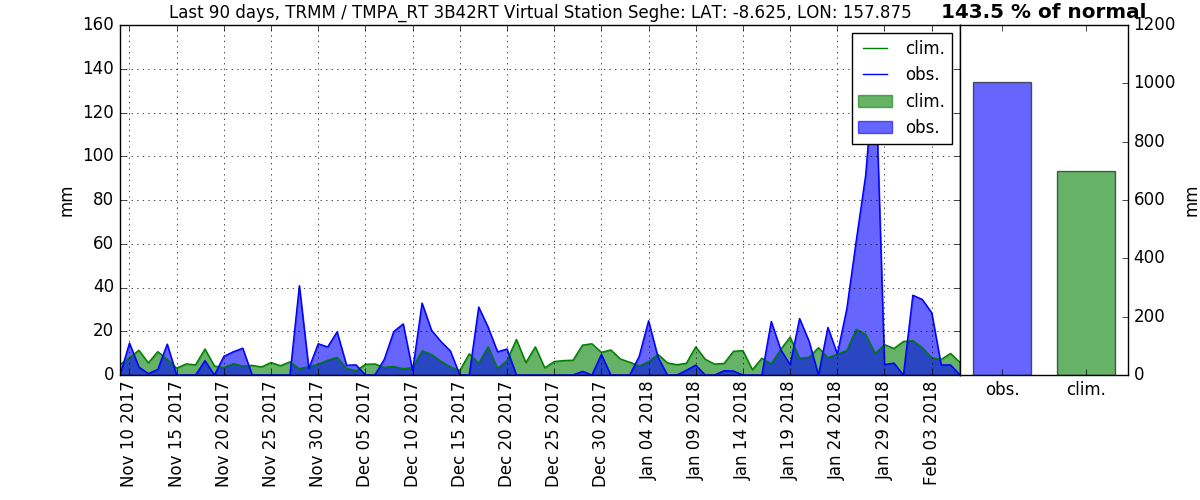 Last 90 days, TRMM / TMPA_RT 3B42RT Virtual Station Seghe: LAT: -8.625, LON: 157.875
143.5 % of normal
160
140
120
100
80
60
40
20
0
mm
clim.
obs.
clim.
obs.
Nov 10 2017
Nov 15 2017
Nov 20 2017
Nov 25 2017
Nov 30 2017
Dec 05 2017
Dec 10 2017
Dec 15 2017
Dec 20 2017
Dec 25 2017
Dec 30 2017
Jan 04 2018
Jan 09 2018
Jan 14 2018
Jan 19 2018
Jan 24 2018
Jan 29 2018
Feb 03 2018
1200
1000
800
600
400
200
0
mm
obs.
clim.